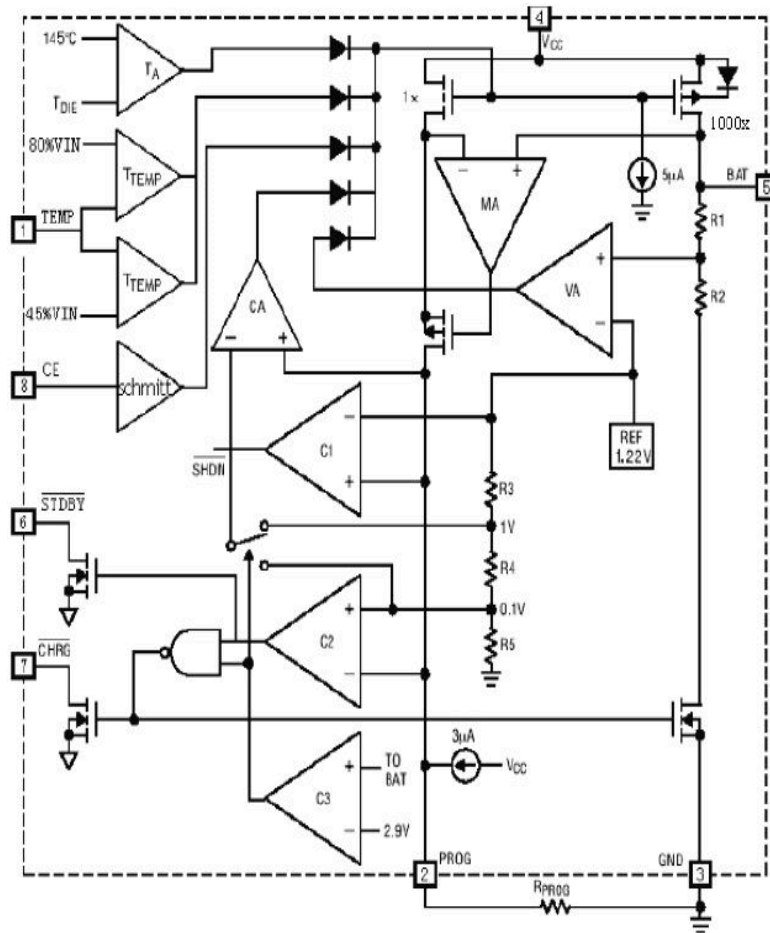 4
145°C
VCC
TA
1×
TDIE
1000x
80%VIN
5μA
BAT
5
TTEMP
MA
R1
1
TEMP
TTEMP
CA
VA
R2
45%VIN
8
CE
schmitt
REF
1.22V
C1
SHDN
R3
STDBY
6
1V
R4
C2
0.1V
CHRG
R5
7
3μA
TO
BAT
VCC
C3
2.9V
2
PROG
GND
3
RPROG